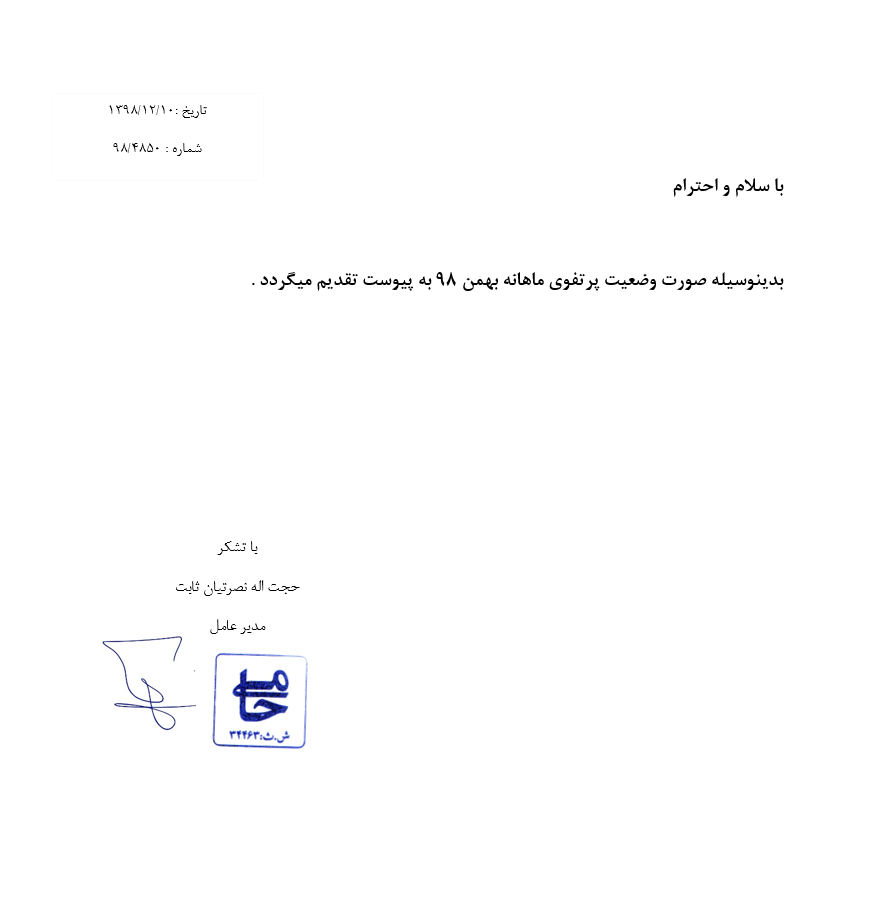 تاریخ :۱۳۹۸/۱۲/۱۰
شماره : ۹۸/۴۸۵۰
با سلام و احترام
بدینوسیله صورت وضعیت پرتفوی ماهانه بهمن ۹۸ به پیوست تقدیم میگردد .
با تشکر
حجت اله نصرتیان ثابت
مدیر عامل
حامی
ش.ث:۳۴۴۶۳